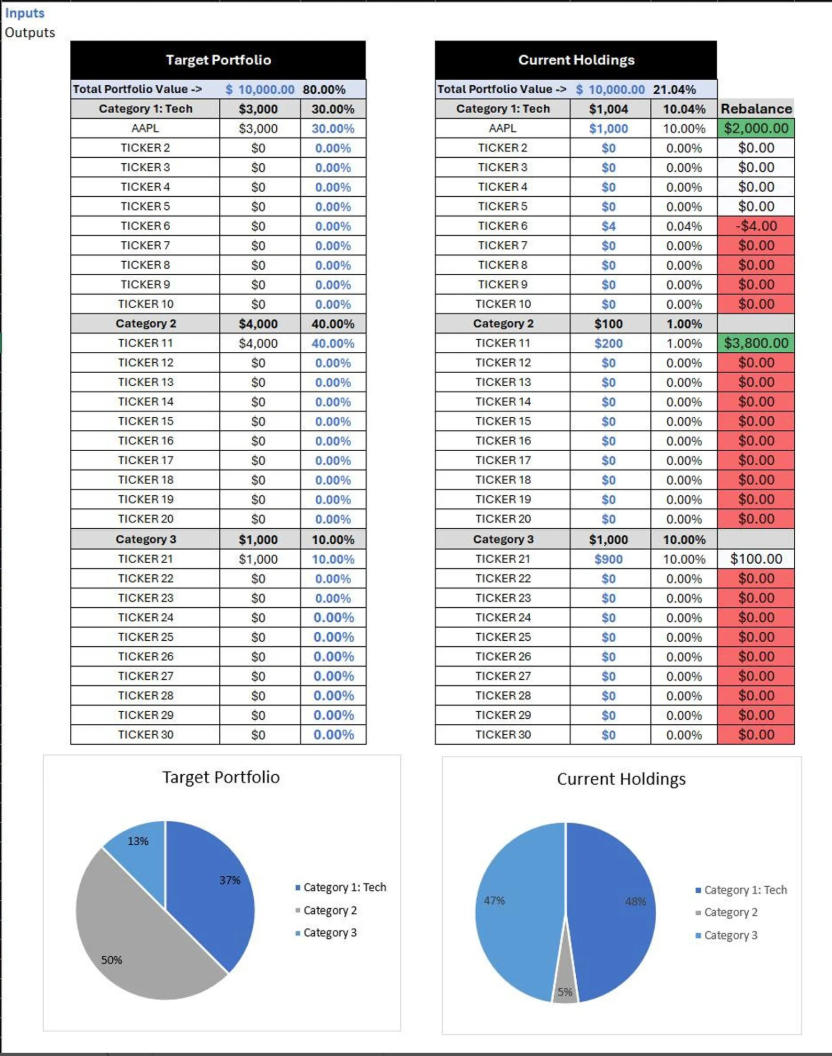 Inputs
Outputs
Target Portfolio
Total Portfolio Value -> $ 10,000.00 80.00%
Category 1: Tech $3,000 30.00%
AAPL $3,000 30.00%
TICKER 2 $0 0.00%
TICKER 3 $0 0.00%
TICKER 4 $0 0.00%
TICKER 5 $0 0.00%
TICKER 6 $0 0.00%
TICKER 7 $0 0.00%
TICKER 8 $0 0.00%
TICKER 9 $0 0.00%
TICKER 10 $0 0.00%
Category 2 $4,000 40.00%
TICKER 11 $4,000 40.00%
TICKER 12 $0 0.00%
TICKER 13 $0 0.00%
TICKER 14 $0 0.00%
TICKER 15 $0 0.00%
TICKER 16 $0 0.00%
TICKER 17 $0 0.00%
TICKER 18 $0 0.00%
TICKER 19 $0 0.00%
TICKER 20 $0 0.00%
Category 3 $1,000 10.00%
TICKER 21 $1,000 10.00%
TICKER 22 $0 0.00%
TICKER 23 $0 0.00%
TICKER 24 $0 0.00%
TICKER 25 $0 0.00%
TICKER 26 $0 0.00%
TICKER 27 $0 0.00%
TICKER 28 $0 0.00%
TICKER 29 $0 0.00%
TICKER 30 $0 0.00%
Current Holdings
Total Portfolio Value -> $ 10,000.00 21.04%
Category 1: Tech $1,004 10.04% Rebalance
AAPL $1,000 10.00% $2,000.00
TICKER 2 $0 0.00% $0.00
TICKER 3 $0 0.00% $0.00
TICKER 4 $0 0.00% $0.00
TICKER 5 $0 0.00% $0.00
TICKER 6 $4 0.04% -$4.00
TICKER 7 $0 0.00% $0.00
TICKER 8 $0 0.00% $0.00
TICKER 9 $0 0.00% $0.00
TICKER 10 $0 0.00% $0.00
Category 2 $100 1.00%
TICKER 11 $200 1.00% $3,800.00
TICKER 12 $0 0.00% $0.00
TICKER 13 $0 0.00% $0.00
TICKER 14 $0 0.00% $0.00
TICKER 15 $0 0.00% $0.00
TICKER 16 $0 0.00% $0.00
TICKER 17 $0 0.00% $0.00
TICKER 18 $0 0.00% $0.00
TICKER 19 $0 0.00% $0.00
TICKER 20 $0 0.00% $0.00
Category 3 $1,000 10.00%
TICKER 21 $900 10.00% $100.00
TICKER 22 $0 0.00% $0.00
TICKER 23 $0 0.00% $0.00
TICKER 24 $0 0.00% $0.00
TICKER 25 $0 0.00% $0.00
TICKER 26 $0 0.00% $0.00
TICKER 27 $0 0.00% $0.00
TICKER 28 $0 0.00% $0.00
TICKER 29 $0 0.00% $0.00
TICKER 30 $0 0.00% $0.00
Target Portfolio
13%
37%
50%
Category 1: Tech
Category 2
Category 3
Current Holdings
47%
48%
5%
Category 1: Tech
Category 2
Category 3